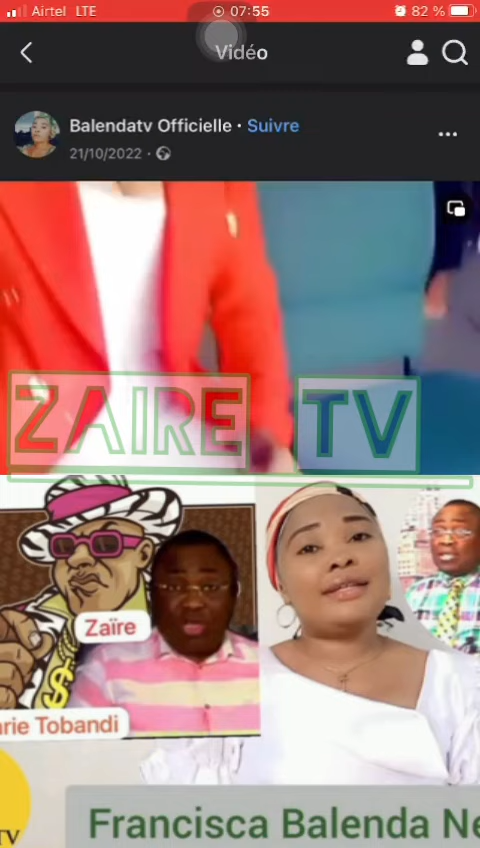 Airtel LTE 07:55 82 %
Vidéo
Balendatv Officielle · Suivre
21/10/2022 ·
ZAIRE TV
Zaïre
rie Tobandi
TV
Francisca Balenda Ne